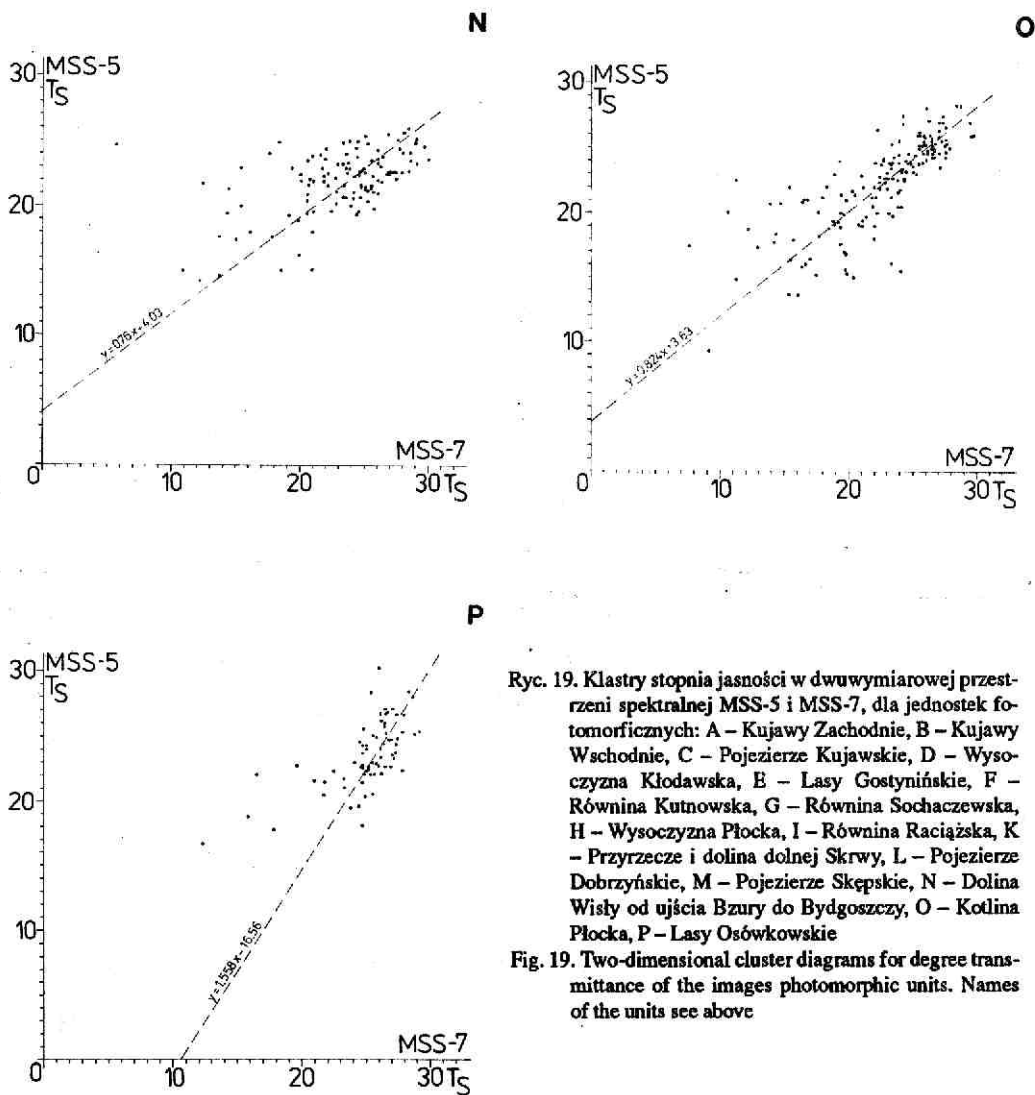 N
MSS-5
TS
30
20
10
0
10
20
30 TS
MSS-7
y=0.76x+4.03
O
MSS-5
TS
30
20
10
0
10
20
30 TS
MSS-7
y=0.824x+3.63
P
MSS-5
TS
30
20
10
0
10
20
30 TS
MSS-7
y=1.558x-16.56
Ryc. 19. Klastry stopnia jasności w dwuwymiarowej przest-
rzeni spektralnej MSS-5 i MSS-7, dla jednostek fo-
tomorficznych: A – Kujawy Zachodnie, B – Kujawy
Wschodnie, C – Pojezierze Kujawskie, D – Wyso-
czyzna Kłodawska, E – Lasy Gostynińskie, F –
Równina Kutnowska, G – Równina Sochaczewska,
H – Wysoczyzna Płocka, I – Równina Raciążska, K
– Przyrzecze i dolina dolnej Skrwy, L – Pojezierze
Dobrzyńskie, M – Pojezierze Skępskie, N – Dolina
Wisły od ujścia Bzury do Bydgoszczy, O – Kotlina
Płocka, P – Lasy Osówkowskie
Fig. 19. Two-dimensional cluster diagrams for degree trans-
mittance of the images photomorphic units. Names
of the units see above